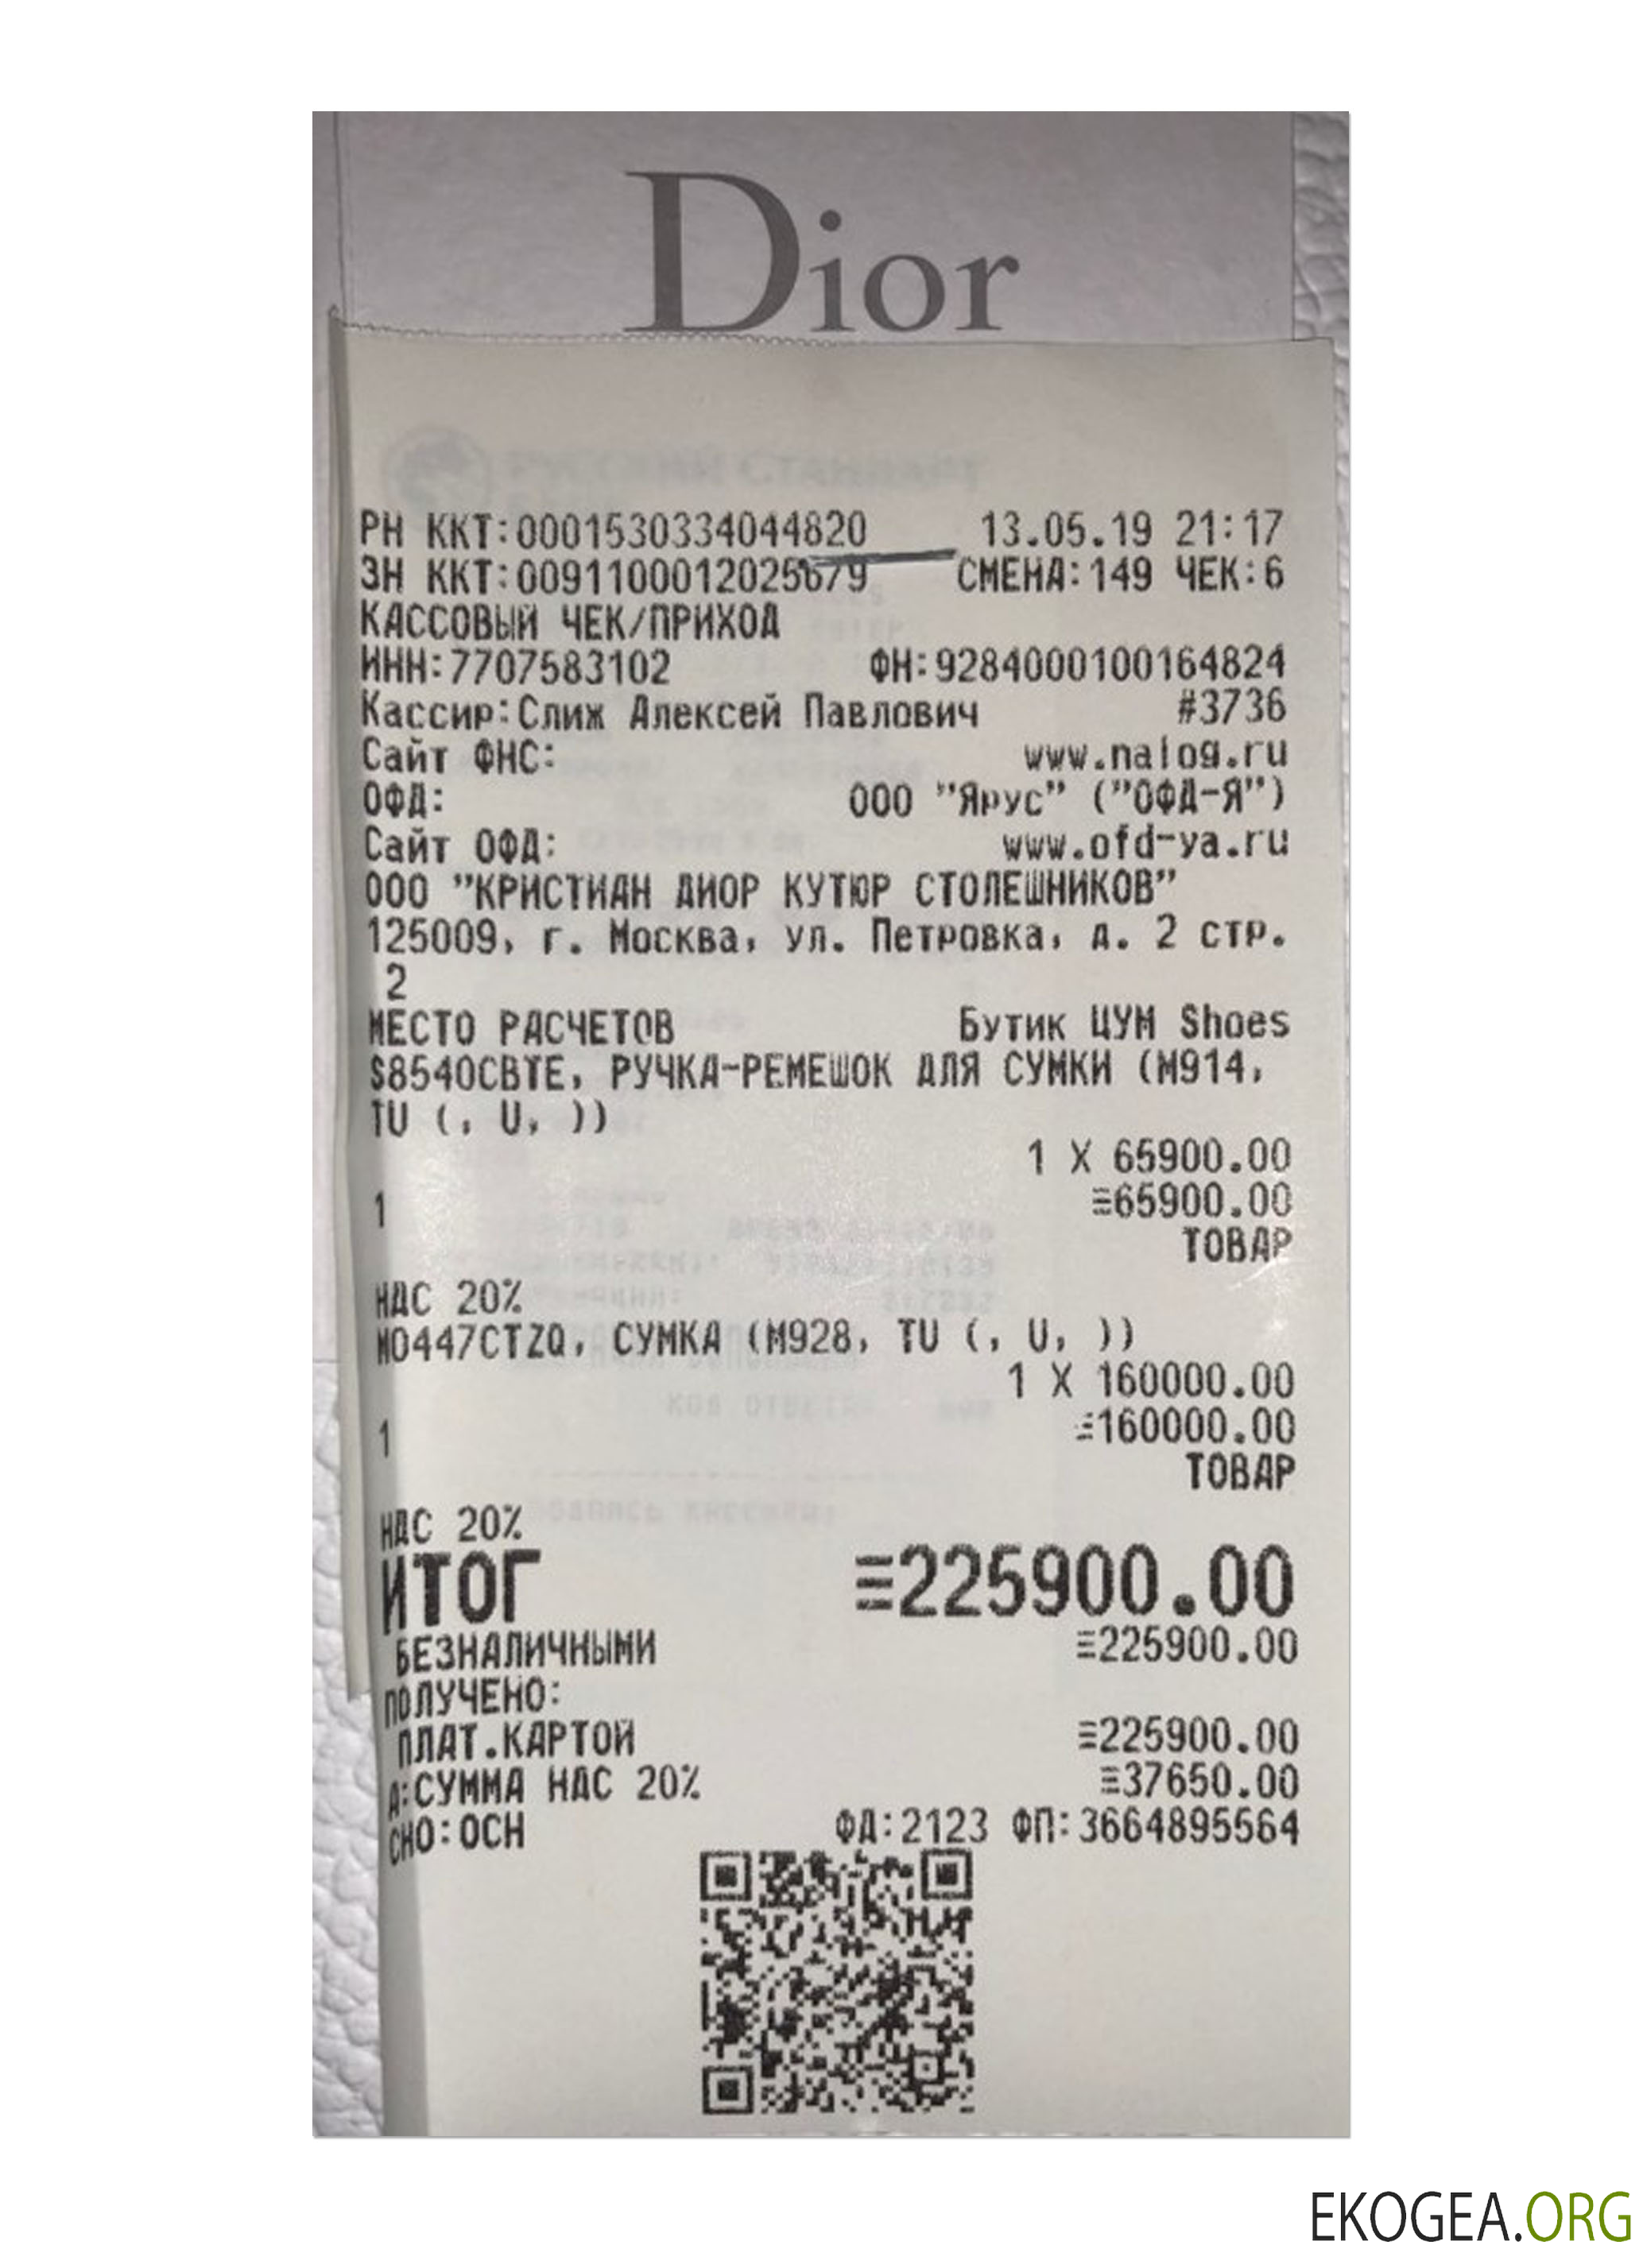 Dior
РУССКИЙ СТАНДАРТ
РН ККТ:0001530334044820 13.05.19 21:17
ЗН ККТ:0091100012025679 СМЕНА:149 ЧЕК:6
КАССОВЫЙ ЧЕК/ПРИХОД
ИНН:7707583102 ФН:9284000100164824
Кассир:Слиж Алексей Павлович #3736
Сайт ФНС: www.nalog.ru
ОФД: ООО "Ярус" ("ОФД-Я")
Сайт ОФД: www.ofd-ya.ru
ООО "КРИСТИАН ДИОР КУТЮР СТОЛЕШНИКОВ"
125009, г. Москва, ул. Петровка, д. 2 стр.
2
МЕСТО РАСЧЕТОВ Бутик ЦУМ Shoes
S8540CBTE, РУЧКА-РЕМЕШОК ДЛЯ СУМКИ (M914,
TU (, U, ))
1 X 65900.00
1 ≡65900.00
ТОВАР
НДС 20%
M0447CTZQ, СУМКА (M928, TU (, U, ))
1 X 160000.00
1 ≡160000.00
ТОВАР
НДС 20%
ИТОГ ≡225900.00
БЕЗНАЛИЧНЫМИ ≡225900.00
ПОЛУЧЕНО:
ПЛАТ.КАРТОЙ ≡225900.00
А:СУММА НДС 20% ≡37650.00
СНО:ОСН ФД:2123 ФП:3664895564
EKOGEA.ORG